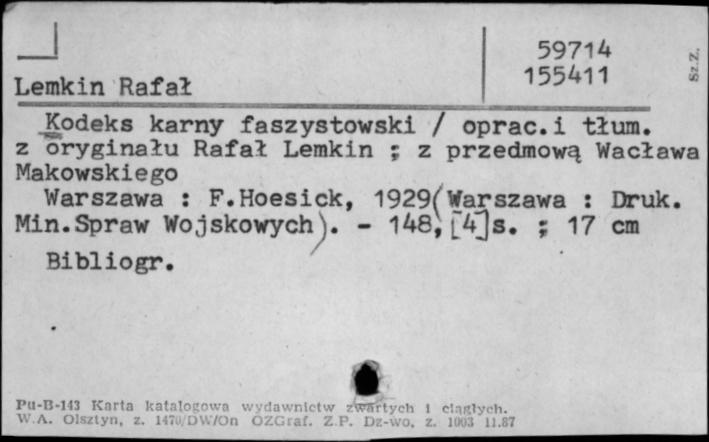 59714
155411
Sz.Z.
Lemkin Rafał
Kodeks karny faszystowski / oprac.i tłum.
z oryginału Rafał Lemkin ; z przedmową Wacława
Makowskiego
Warszawa : F.Hoesick, 1929(Warszawa : Druk.
Min.Spraw Wojskowych). - 148,[4]s. ; 17 cm
Bibliogr.
Pu-B-143 Karta katalogowa wydawnictw zwartych i ciągłych.
W.A. Olsztyn, z. 1470/DW/On OZGraf. Z.P. Dz-wo, z. 1003 11.87